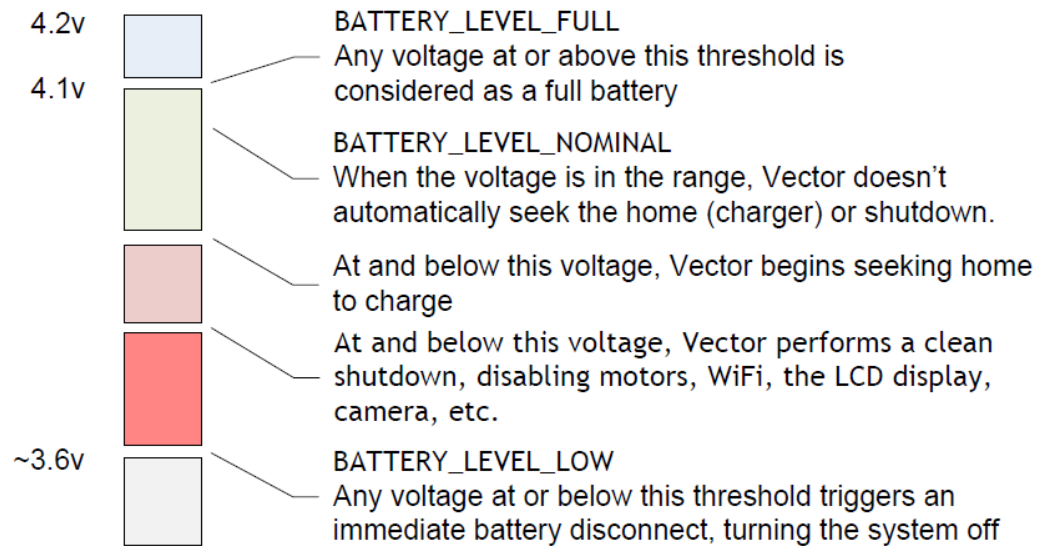 4.2v
BATTERY_LEVEL_FULL
Any voltage at or above this threshold is
considered as a full battery
4.1v
BATTERY_LEVEL_NOMINAL
When the voltage is in the range, Vector doesn't
automatically seek the home (charger) or shutdown.
At and below this voltage, Vector begins seeking home
to charge
At and below this voltage, Vector performs a clean
shutdown, disabling motors, WiFi, the LCD display,
camera, etc.
~3.6v
BATTERY_LEVEL_LOW
Any voltage at or below this threshold triggers an
immediate battery disconnect, turning the system off